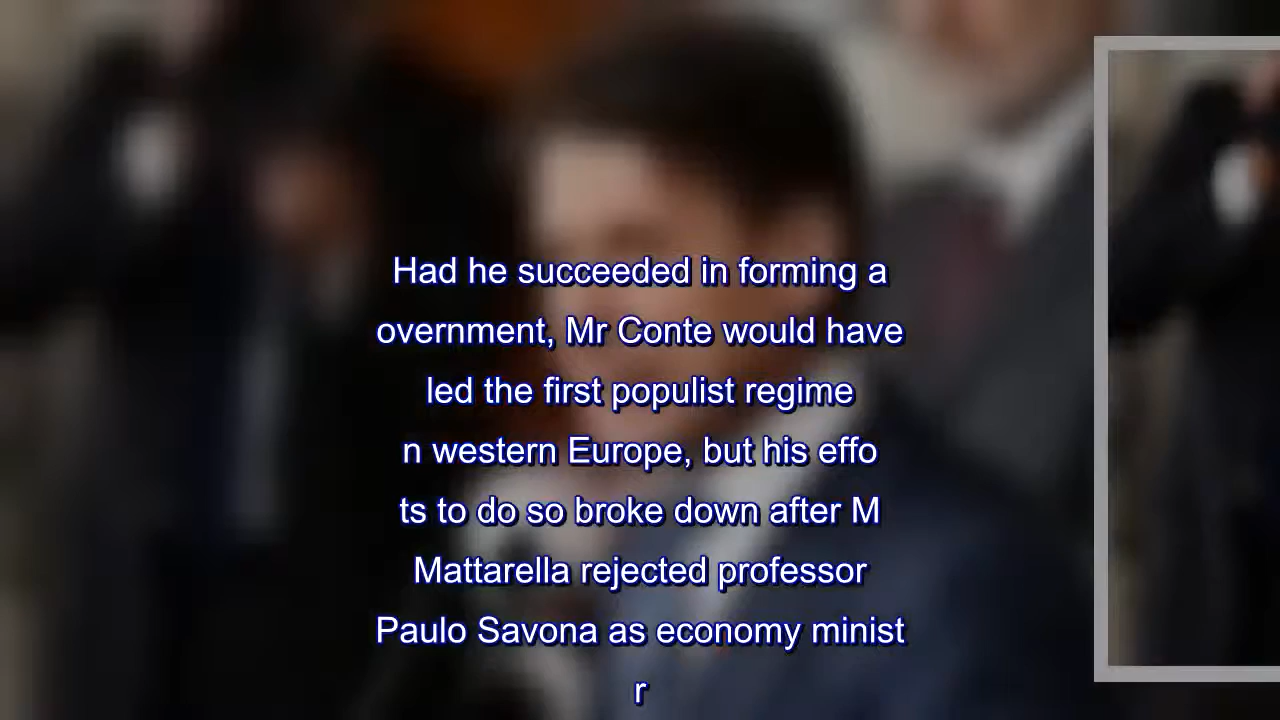 Had he succeeded in forming a
overnment, Mr Conte would have
led the first populist regime
n western Europe, but his effo
ts to do so broke down after M
Mattarella rejected professor
Paulo Savona as economy minist
r